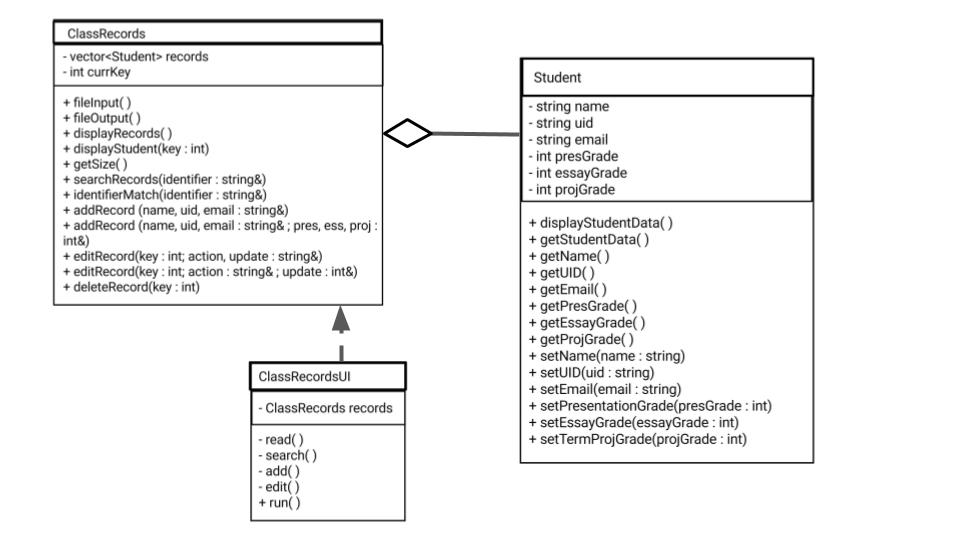 ClassRecords
- vector<Student> records
- int currKey
+ fileInput( )
+ fileOutput( )
+ displayRecords( )
+ displayStudent(key : int)
+ getSize( )
+ searchRecords(identifier : string&)
+ identifierMatch(identifier : string&)
+ addRecord (name, uid, email : string&)
+ addRecord (name, uid, email : string& ; pres, ess, proj :
int&)
+ editRecord(key : int; action, update : string&)
+ editRecord(key : int; action : string& ; update : int&)
+ deleteRecord(key : int)
Student
- string name
- string uid
- string email
- int presGrade
- int essayGrade
- int projGrade
+ displayStudentData( )
+ getStudentData( )
+ getName( )
+ getUID( )
+ getEmail( )
+ getPresGrade( )
+ getEssayGrade( )
+ getProjGrade( )
+ setName(name : string)
+ setUID(uid : string)
+ setEmail(email : string)
+ setPresentationGrade(presGrade : int)
+ setEssayGrade(essayGrade : int)
+ setTermProjGrade(projGrade : int)
ClassRecordsUI
- ClassRecords records
- read( )
- search( )
- add( )
- edit( )
+ run( )